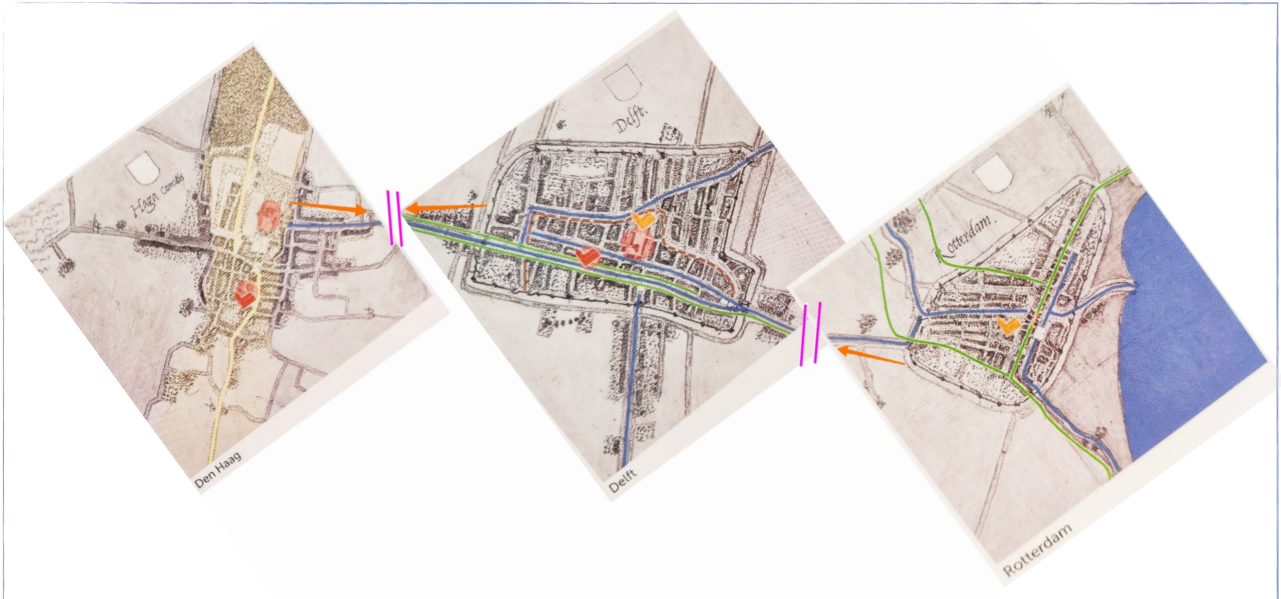 Haga Comitis
Den Haag
Delft.
Delft
otterdam.
Rotterdam